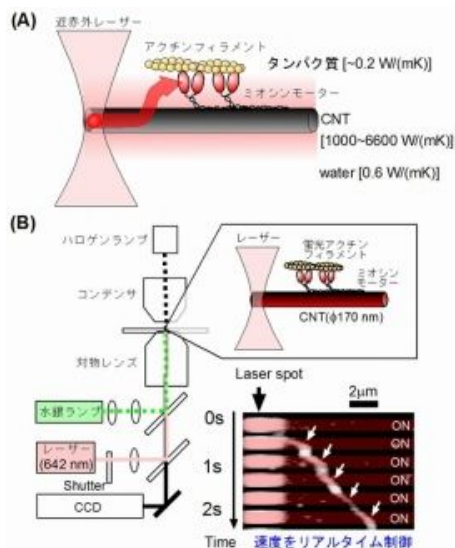 (A)
近赤外レーザー
アクチンフィラメント
タンパク質 [~0.2 W/(mK)]
ミオシンモーター
CNT
[1000~6600 W/(mK)]
water [0.6 W/(mK)]
(B)
ハロゲンランプ
レーザー
蛍光アクチン
フィラメント
ミオシン
モーター
コンデンサ
CNT(ϕ170 nm)
対物レンズ
Laser spot
2μm
水銀ランプ
0s
ON
ON
レーザー
(642 nm)
1s
ON
ON
Shutter
ON
2s
ON
CCD
Time
速度をリアルタイム制御